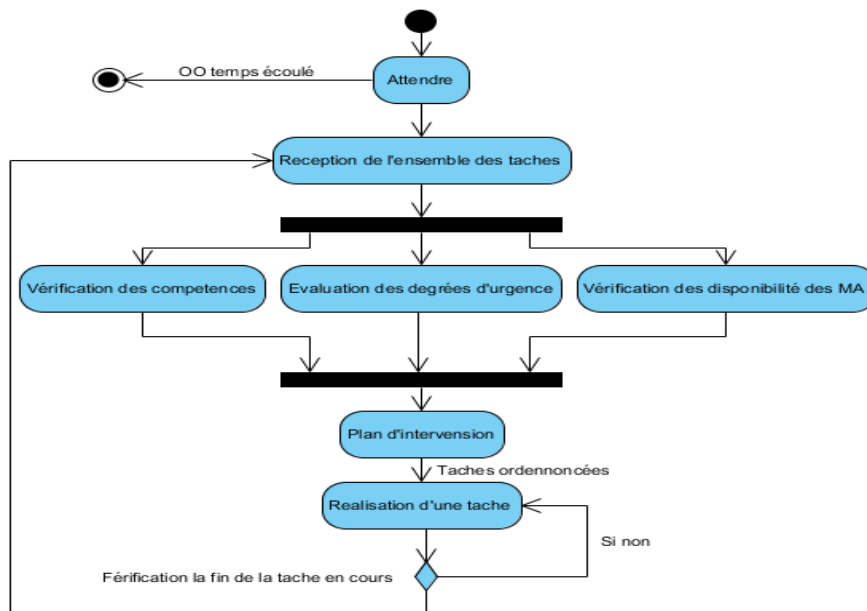 OO temps écoulé
Attendre
Reception de l'ensemble des taches
Vérification des competences
Evaluation des degrées d'urgence
Vérification des disponibilité des MA
Plan d'intervension
Taches ordennoncées
Realisation d'une tache
Si non
Férification la fin de la tache en cours